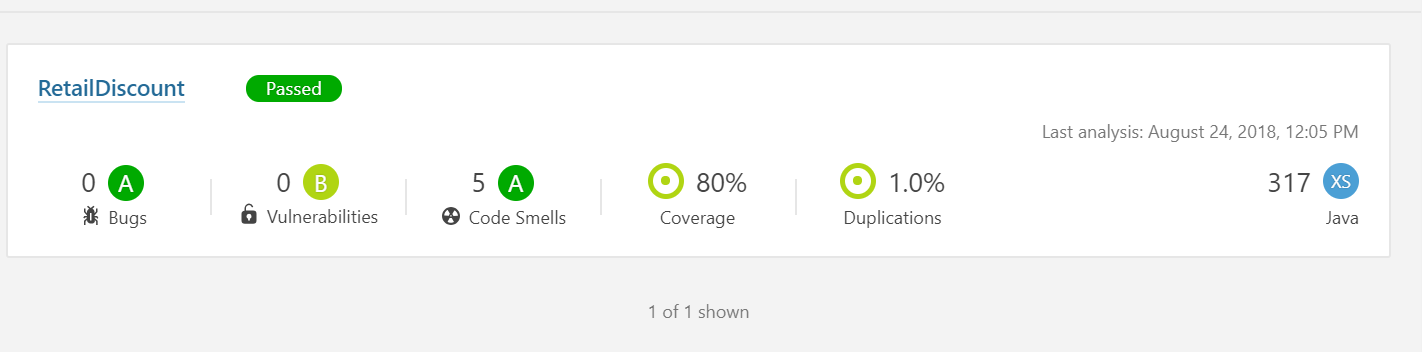 RetailDiscount Passed
Last analysis: August 24, 2018, 12:05 PM
0 A 0 B 5 A 80% 1.0% 317 XS
Bugs Vulnerabilities Code Smells Coverage Duplications Java
1 of 1 shown